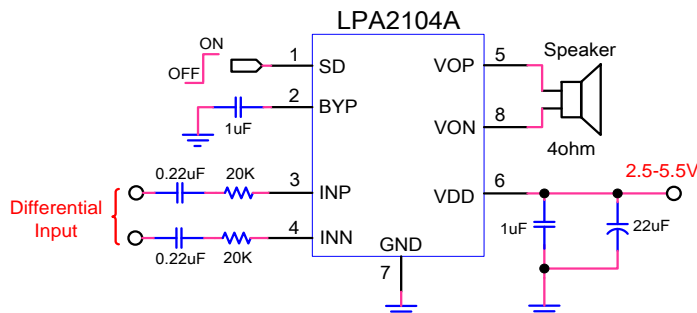 LPA2104A
ON
OFF
1
SD
2
BYP
1uF
0.22uF
20K
3
INP
Differential
Input
4
INN
0.22uF
20K
GND
7
VOP
5
Speaker
VON
8
4ohm
VDD
6
2.5-5.5V
1uF
22uF